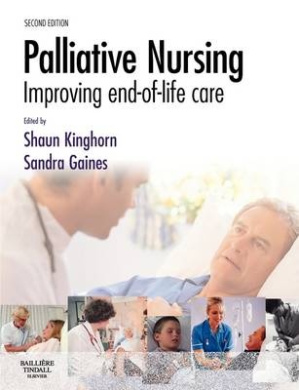 SECOND EDITION
Palliative Nursing
Improving end-of-life care
Edited by
Shaun Kinghorn
Sandra Gaines
BAILLIÈRE
TINDALL
ELSEVIER